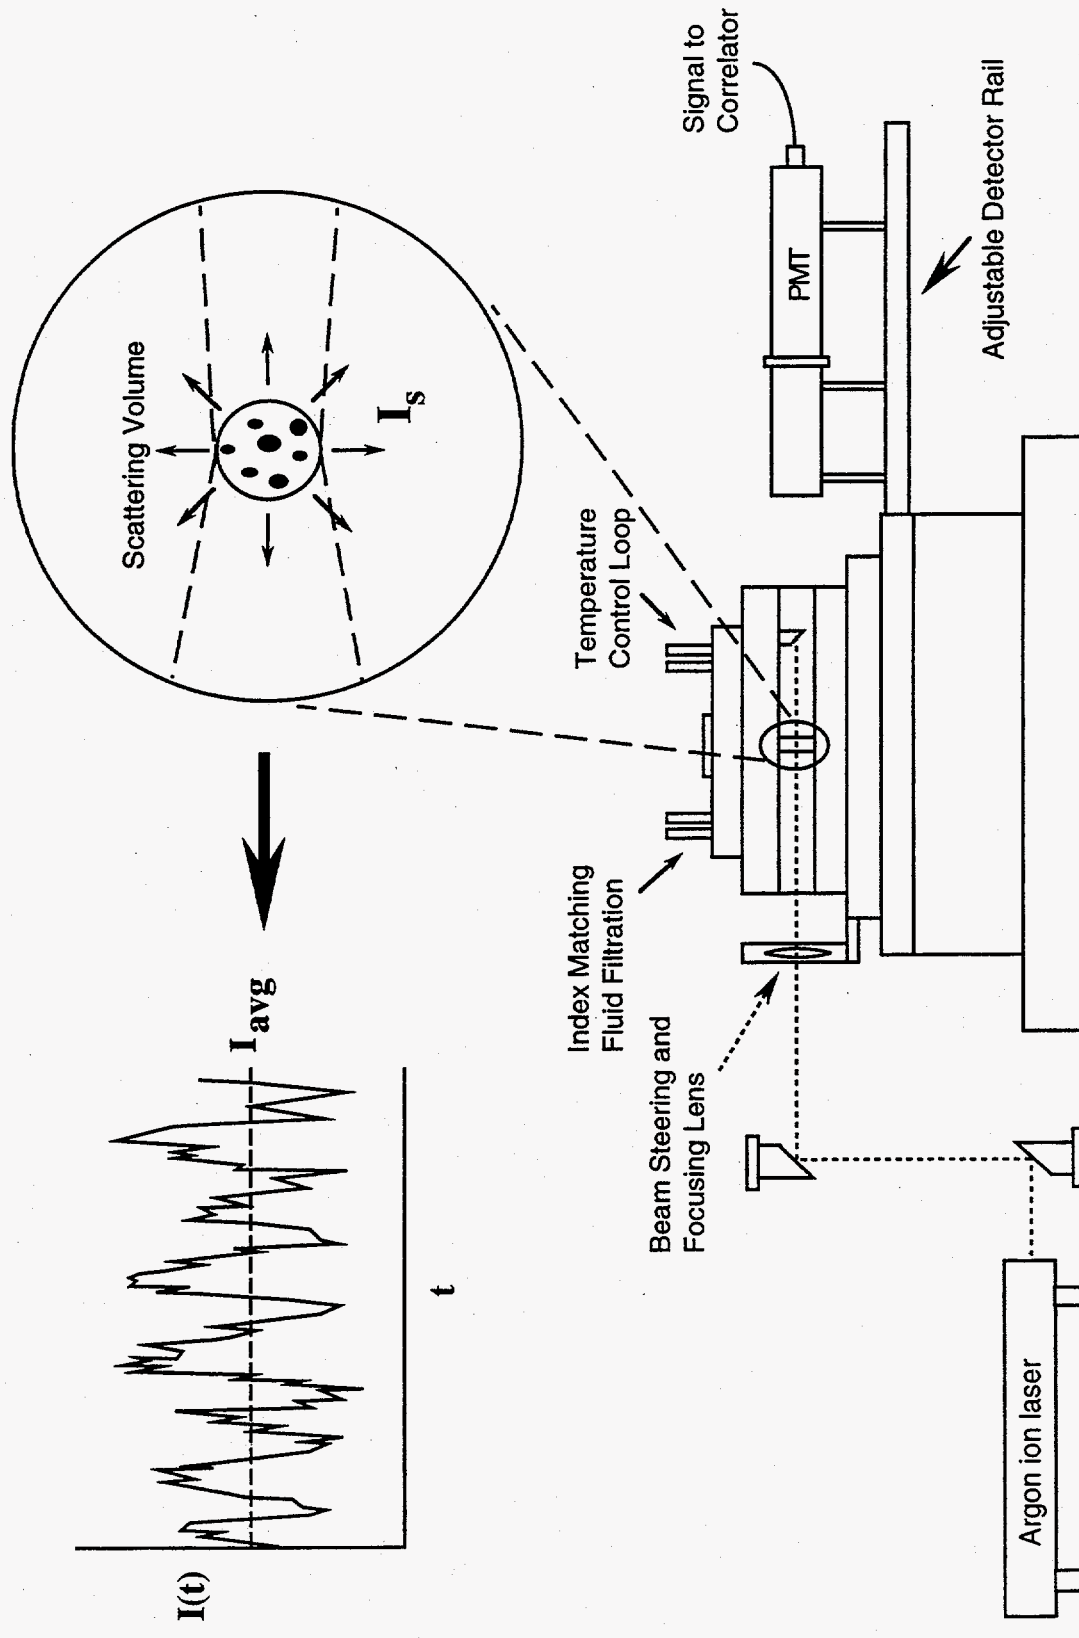 I(t)
I_avg
t
Scattering Volume
I_s
Index Matching
Fluid Filtration
Temperature
Control Loop
Signal to
Correlator
Beam Steering and
Focusing Lens
PMT
Adjustable Detector Rail
Argon ion laser